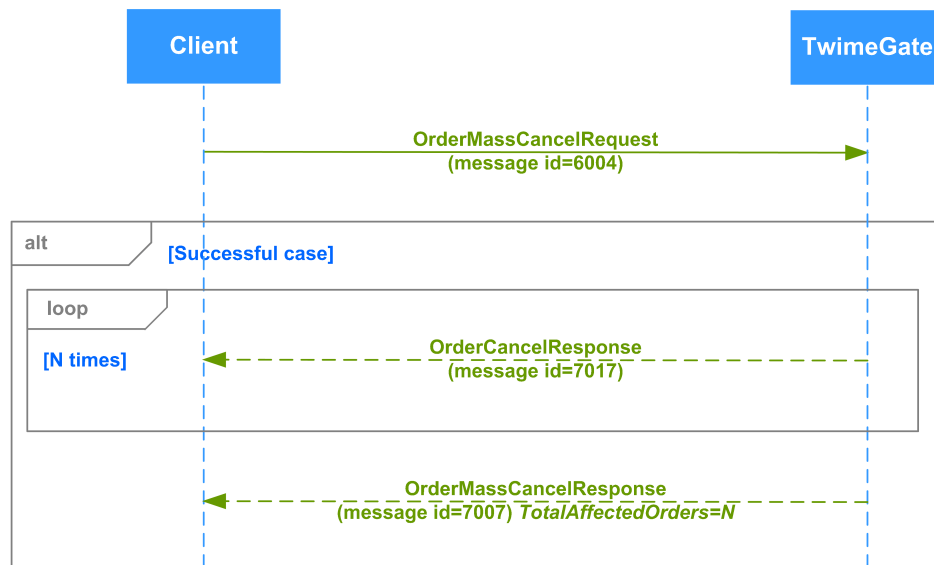 Client
TwimeGate
OrderMassCancelRequest
(message id=6004)
alt
[Successful case]
loop
[N times]
OrderCancelResponse
(message id=7017)
OrderMassCancelResponse
(message id=7007) TotalAffectedOrders=N